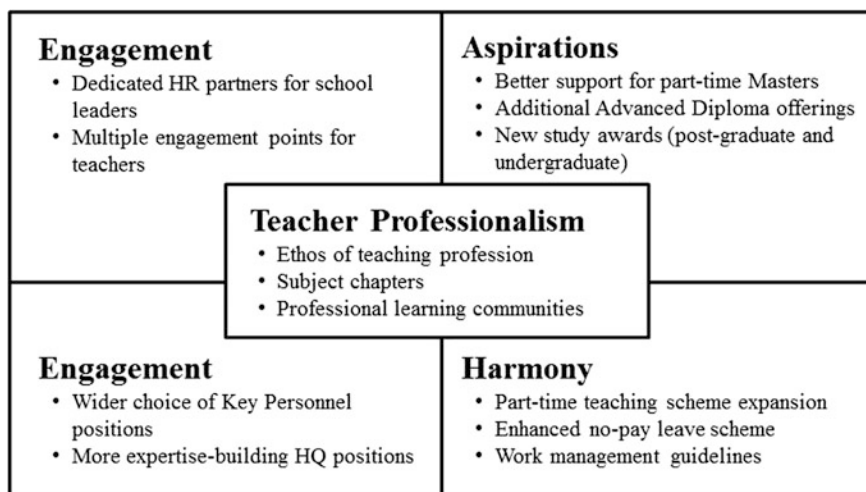 Engagement
• Dedicated HR partners for school
leaders
• Multiple engagement points for
teachers
Aspirations
• Better support for part-time Masters
• Additional Advanced Diploma offerings
• New study awards (post-graduate and
undergraduate)
Teacher Professionalism
• Ethos of teaching profession
• Subject chapters
• Professional learning communities
Engagement
• Wider choice of Key Personnel
positions
• More expertise-building HQ positions
Harmony
• Part-time teaching scheme expansion
• Enhanced no-pay leave scheme
• Work management guidelines